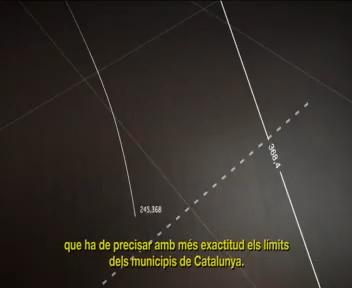 368,4
245,368
que ha de precisar amb més exactitud els límits
dels municipis de Catalunya.